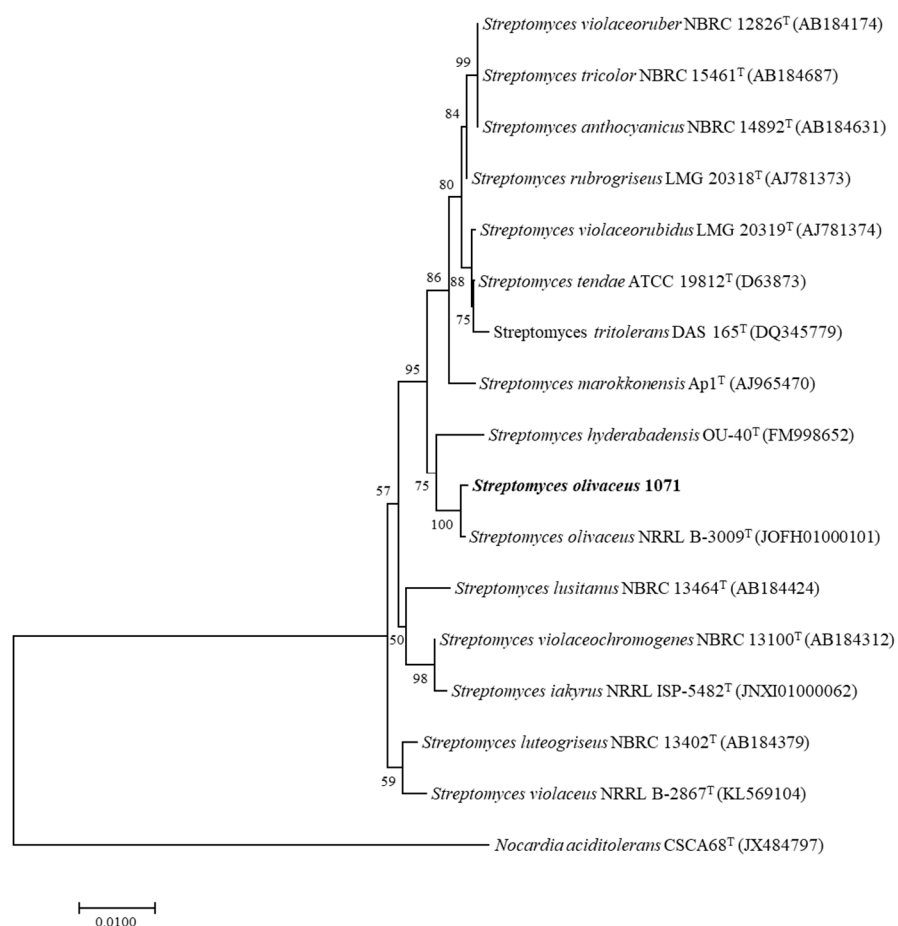 Streptomyces violaceoruber NBRC 12826T (AB184174)
99
Streptomyces tricolor NBRC 15461T (AB184687)
84
Streptomyces anthocyanicus NBRC 14892T (AB184631)
Streptomyces rubrogriseus LMG 20318T (AJ781373)
80
Streptomyces violaceorubidus LMG 20319T (AJ781374)
86
88
Streptomyces tendae ATCC 19812T (D63873)
75
Streptomyces tritolerans DAS 165T (DQ345779)
95
Streptomyces marokkonensis Ap1T (AJ965470)
Streptomyces hyderabadensis OU-40T (FM998652)
75
57
Streptomyces olivaceus 1071
100
Streptomyces olivaceus NRRL B-3009T (JOFH01000101)
Streptomyces lusitanus NBRC 13464T (AB184424)
50
Streptomyces violaceochromogenes NBRC 13100T (AB184312)
98
Streptomyces iakyrus NRRL ISP-5482T (JNXI01000062)
Streptomyces luteogriseus NBRC 13402T (AB184379)
59
Streptomyces violaceus NRRL B-2867T (KL569104)
Nocardia aciditolerans CSCA68T (JX484797)
0.0100